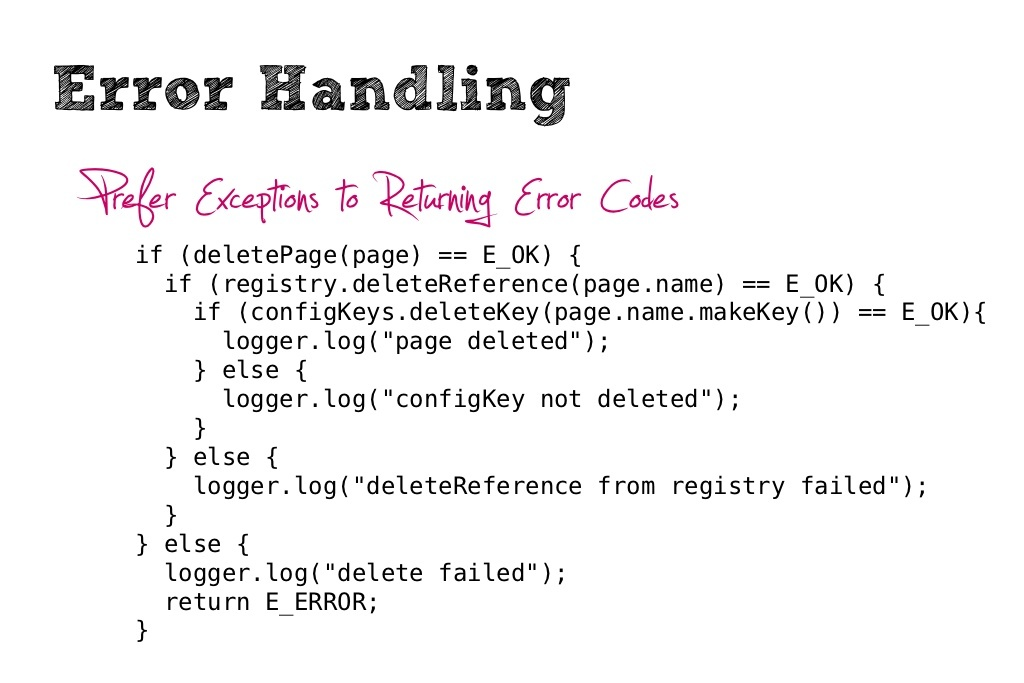 Error Handling
Prefer Exceptions to Returning Error Codes
if (deletePage(page) == E_OK) {
  if (registry.deleteReference(page.name) == E_OK) {
    if (configKeys.deleteKey(page.name.makeKey()) == E_OK){
      logger.log("page deleted");
    } else {
      logger.log("configKey not deleted");
    }
  } else {
    logger.log("deleteReference from registry failed");
  }
} else {
  logger.log("delete failed");
  return E_ERROR;
}